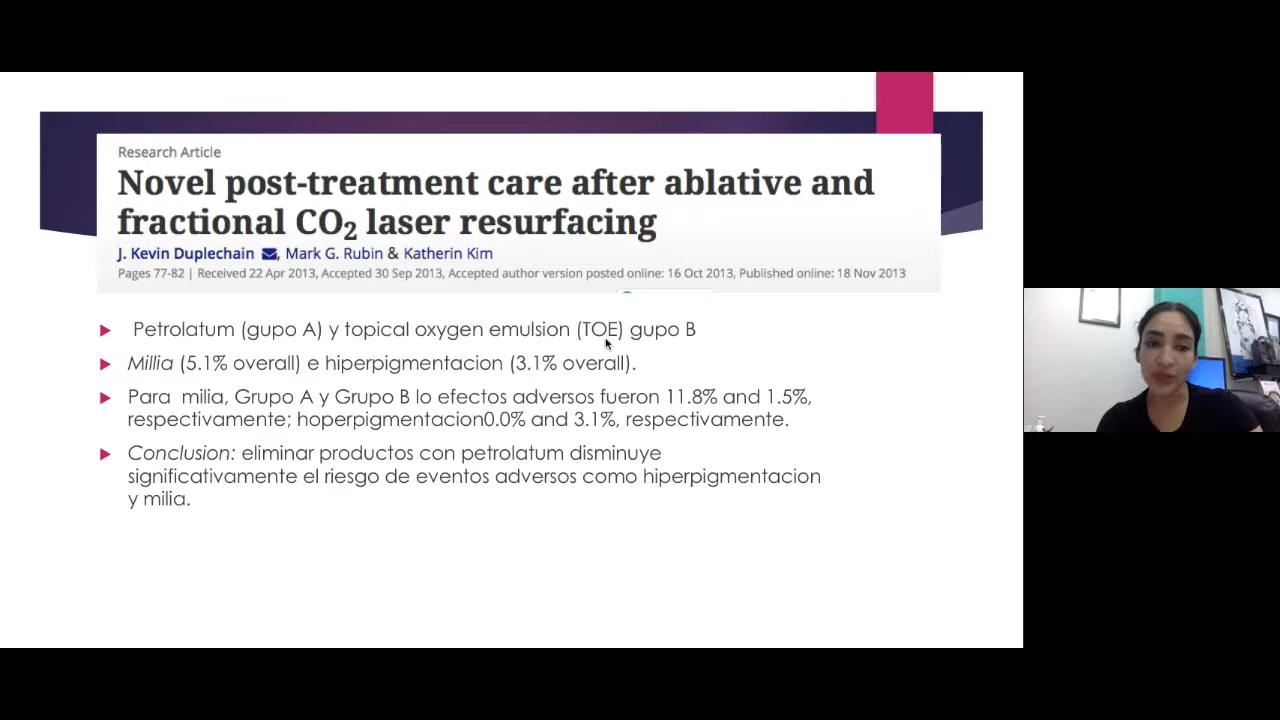 Research Article
Novel post-treatment care after ablative and
fractional CO₂ laser resurfacing
J. Kevin Duplechain, Mark G. Rubin & Katherin Kim
Pages 77-82 | Received 22 Apr 2013, Accepted 30 Sep 2013, Accepted author version posted online: 16 Oct 2013, Published online: 18 Nov 2013
Petrolatum (gupo A) y topical oxygen emulsion (TOE) gupo B
Millia (5.1% overall) e hiperpigmentacion (3.1% overall).
Para milia, Grupo A y Grupo B lo efectos adversos fueron 11.8% and 1.5%,
respectivamente; hoperpigmentacion0.0% and 3.1%, respectivamente.
Conclusion: eliminar productos con petrolatum disminuye
significativamente el riesgo de eventos adversos como hiperpigmentacion
y milia.